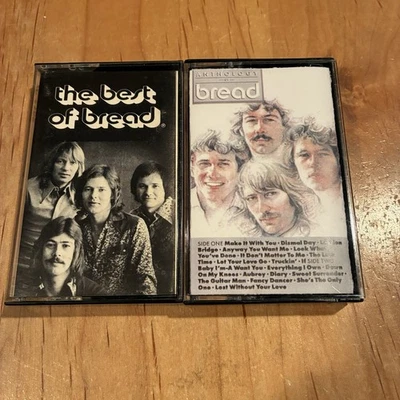 the best
of bread
ANTHOLOGY
OF
bread
SIDE ONE Make It With You · Dismal Day ·
Bridge · Anyway You Want Me · Look What
You've Done · It Don't Matter To Me · The Last
Time · Let Your Love Go · Truckin' · SIDE TWO
Baby I'm-A Want You · Everything I Own · Down
On My Knees · Aubrey · Diary · Sweet Surrender ·
The Guitar Man · Fancy Dancer · She's The Only
One · Lost Without Your Love